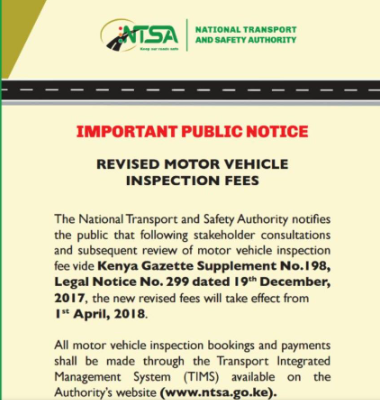 NTSA
Keep our roads safe
NATIONAL TRANSPORT
AND SAFETY AUTHORITY
IMPORTANT PUBLIC NOTICE
REVISED MOTOR VEHICLE
INSPECTION FEES
The National Transport and Safety Authority notifies
the public that following stakeholder consultations
and subsequent review of motor vehicle inspection
fee vide Kenya Gazette Supplement No.198,
Legal Notice No. 299 dated 19th December,
2017, the new revised fees will take effect from
1st April, 2018.
All motor vehicle inspection bookings and payments
shall be made through the Transport Integrated
Management System (TIMS) available on the
Authority's website (www.ntsa.go.ke).